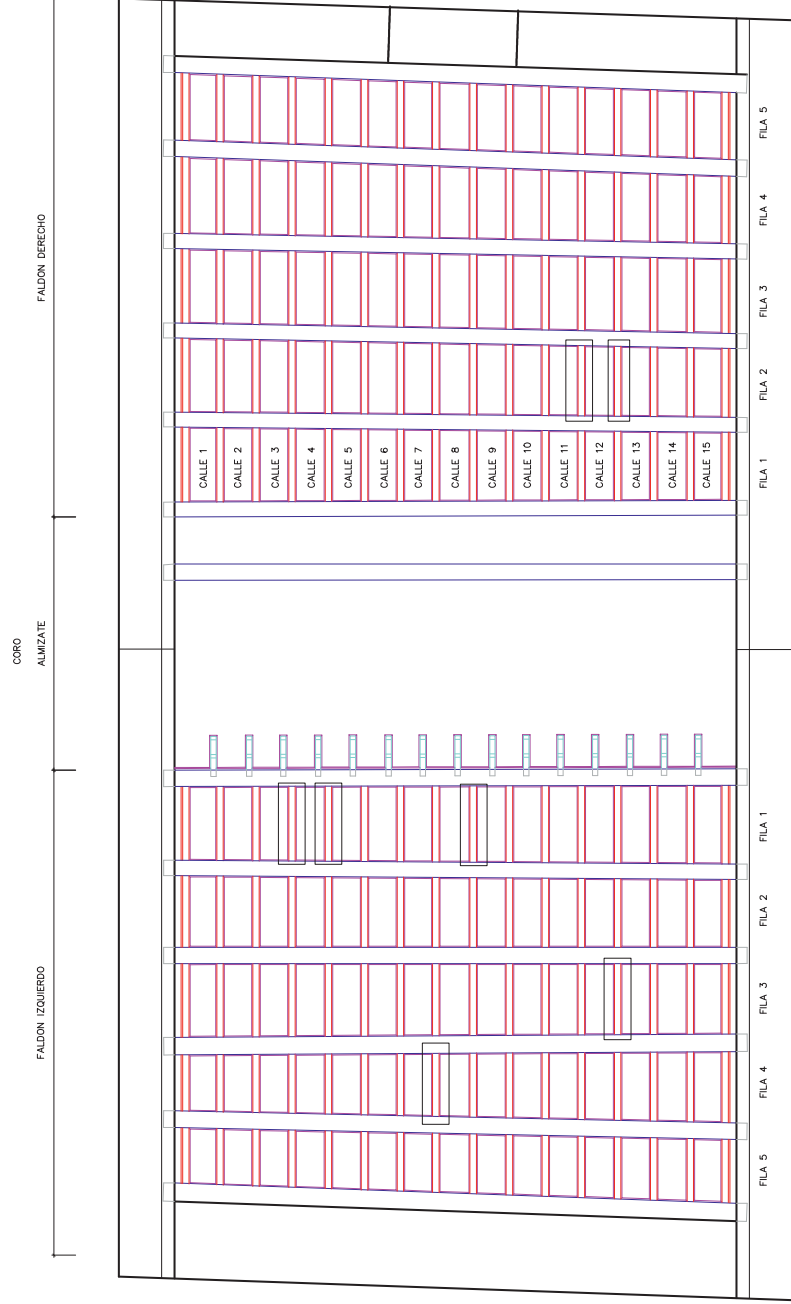 FALDON DERECHO
FILA 5
FILA 4
FILA 3
FILA 2
FILA 1
CALLE 1
CALLE 2
CALLE 3
CALLE 4
CALLE 5
CALLE 6
CALLE 7
CALLE 8
CALLE 9
CALLE 10
CALLE 11
CALLE 12
CALLE 13
CALLE 14
CALLE 15
CORO
ALMIZATE
FALDON IZQUIERDO
FILA 1
FILA 2
FILA 3
FILA 4
FILA 5